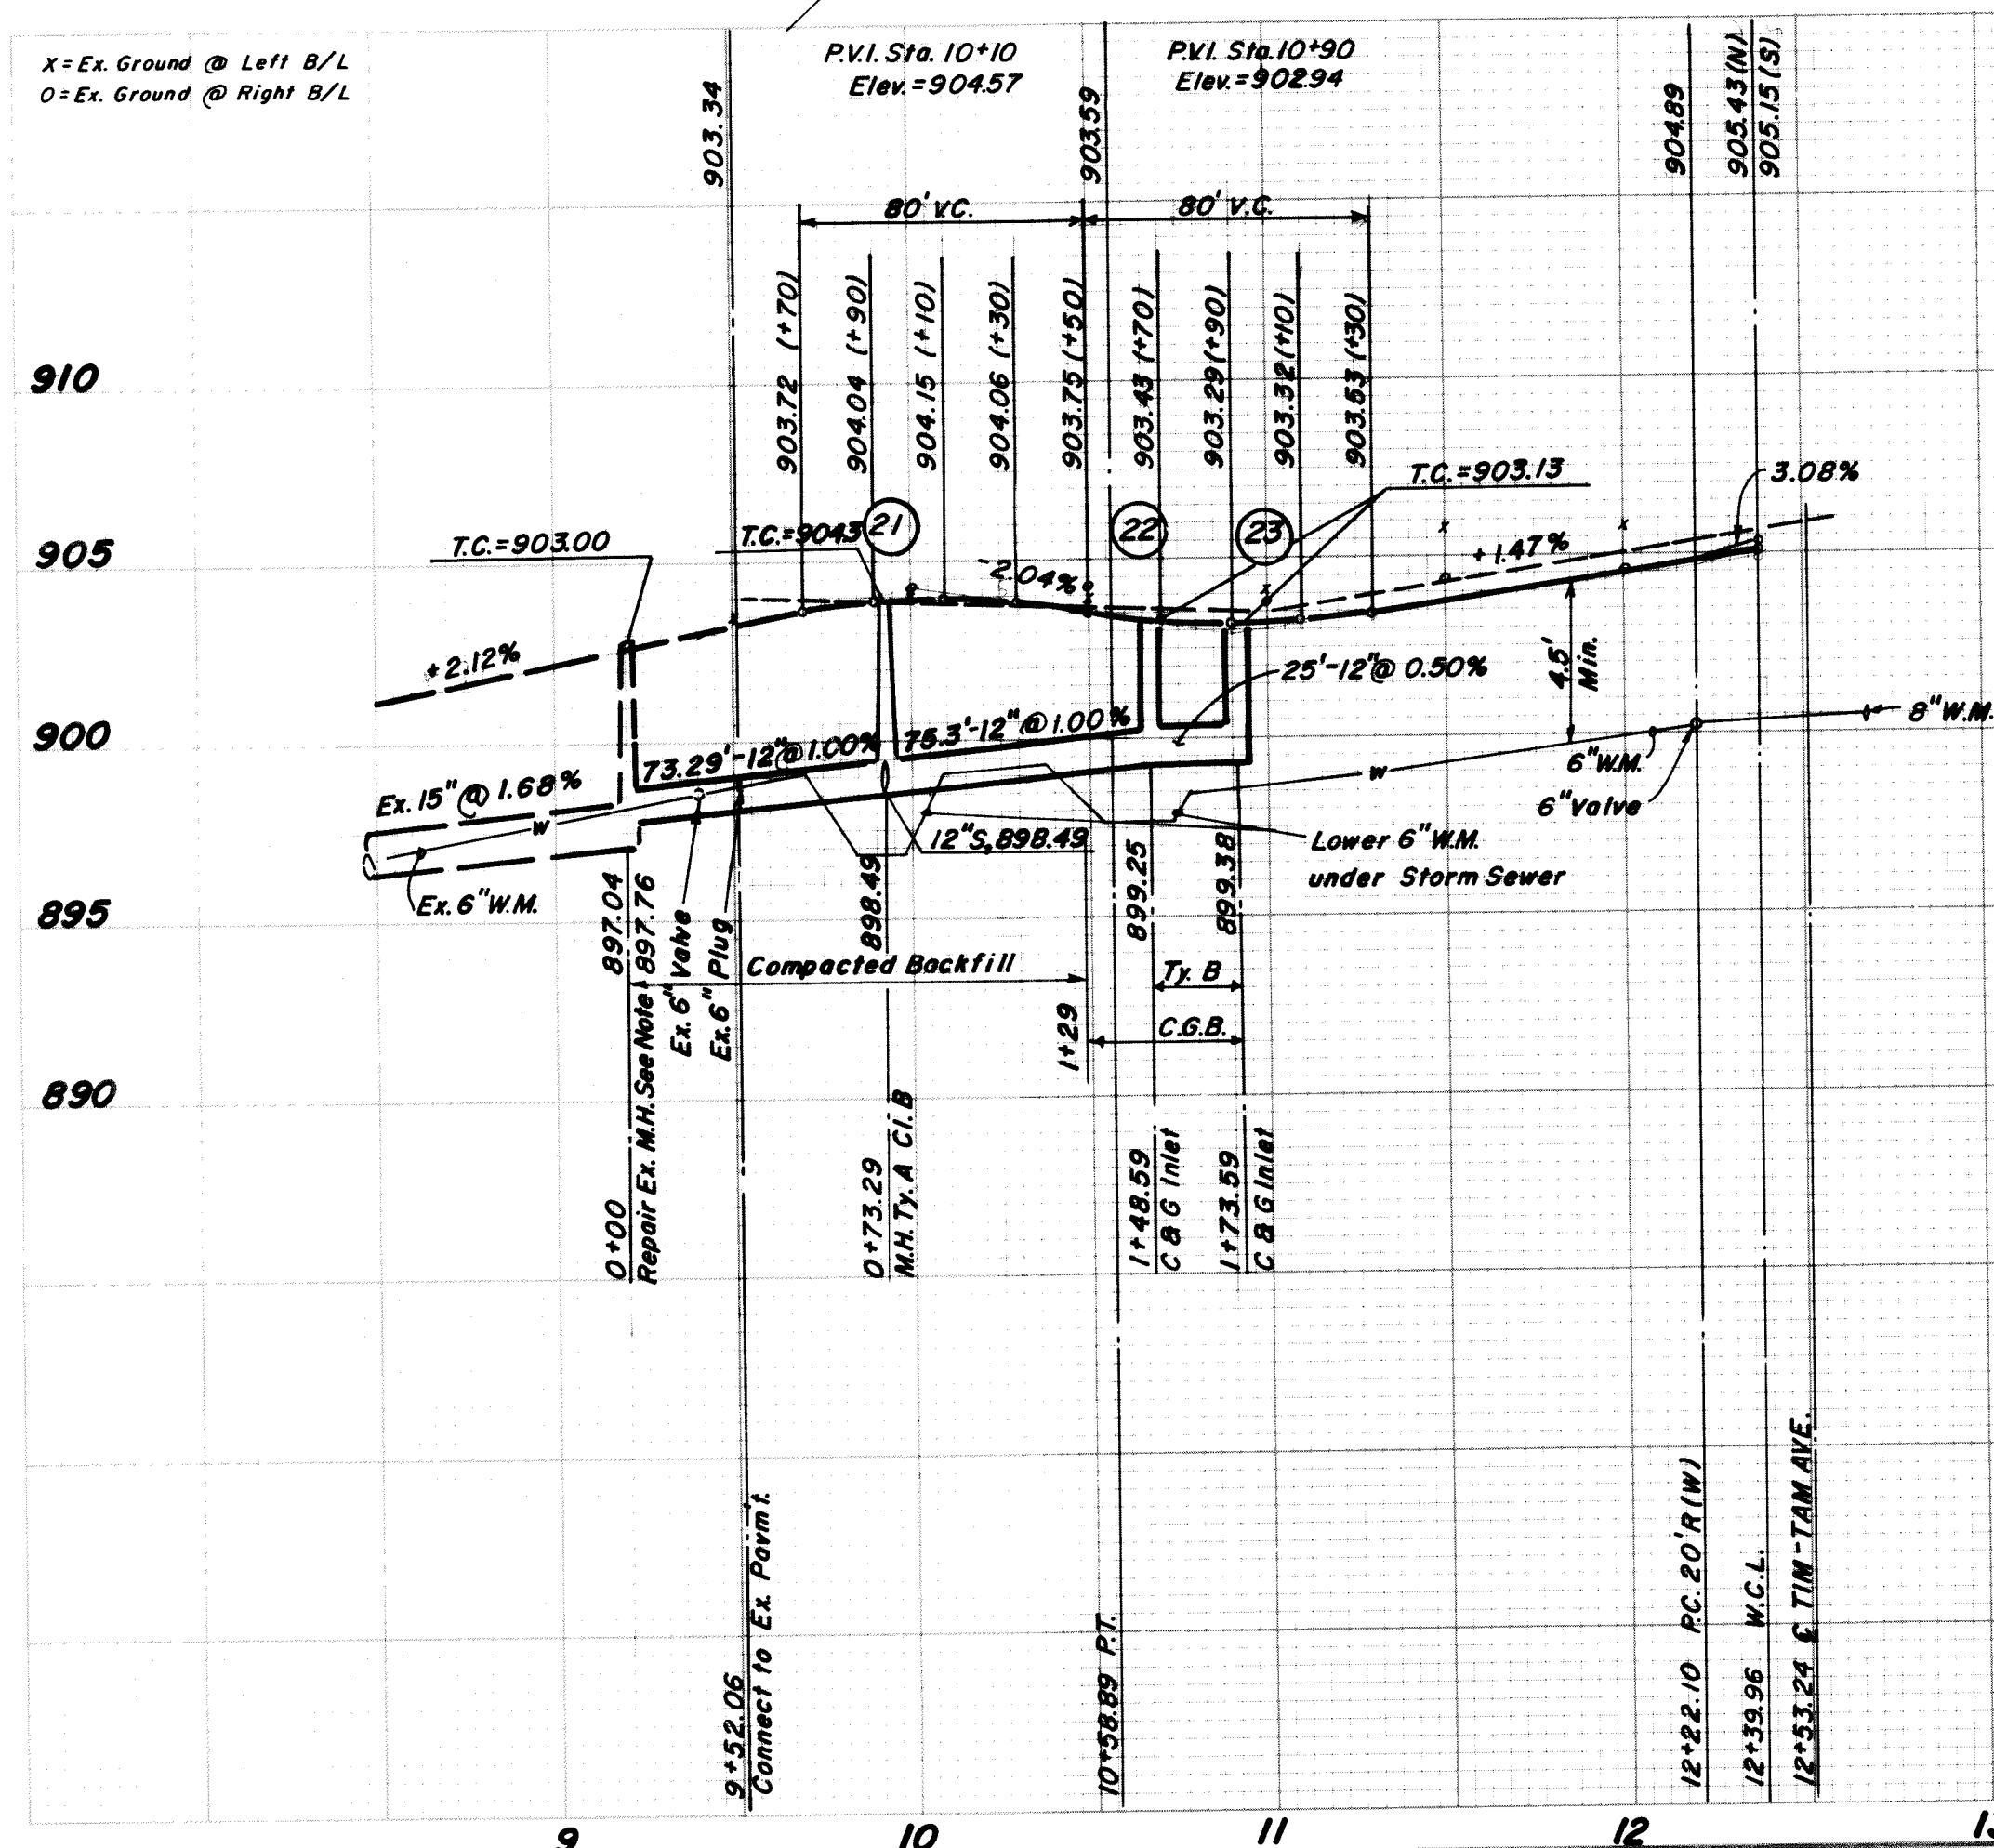 X = Ex. Ground @ Left B/L
O = Ex. Ground @ Right B/L
P.V.I. Sta. 10+10
Elev. = 904.57
P.V.I. Sta. 10+90
Elev. = 902.94
903.34
903.59
904.89
905.43 (N)
905.15 (S)
80' V.C.
80' V.C.
903.72 (+70)
904.04 (+90)
904.15 (+10)
904.06 (+30)
903.75 (+50)
903.43 (+70)
903.29 (+90)
903.32 (+10)
903.53 (+30)
910
905
900
895
890
T.C.=903.00
T.C.=904.3
21
22
23
T.C.=903.13
3.08%
-2.04%
+1.47%
+2.12%
4.5'
Min.
25'-12"@ 0.50%
8" W.M.
73.29'-12"@ 1.00%
75.3'-12"@ 1.00%
Ex. 15"@ 1.68%
W
W
6" W.M.
6" Valve
12"S, 898.49
Lower 6" W.M.
under Storm Sewer
Ex. 6" W.M.
897.04
897.76
898.49
899.25
899.38
Ex. 6" Valve
Ex. 6" Plug
Compacted Backfill
Ty. B
C.G.B.
1+29
0+00
Repair Ex. M.H. See Note
0+73.29
M.H. Ty. A Cl. B
1+48.59
C & G Inlet
1+73.59
C & G Inlet
9+52.06
Connect to Ex. Pavm't.
10+58.89 P.T.
12+22.10 P.C. 20'R (W)
12+39.96 W.C.L.
12+53.24 ℄ TIM-TAM AVE.
9
10
11
12